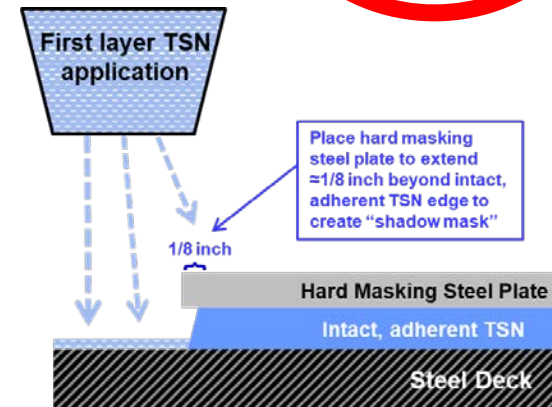 First layer TSN
application
Place hard masking
steel plate to extend
≈1/8 inch beyond intact,
adherent TSN edge to
create “shadow mask”
1/8 inch
Hard Masking Steel Plate
Intact, adherent TSN
Steel Deck